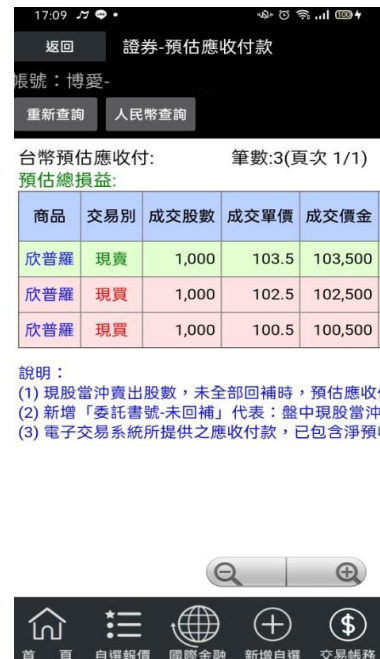 17:09
100
返回 證券-預估應收付款
帳號：博愛-
重新查詢 人民幣查詢
台幣預估應收付: 筆數:3(頁次 1/1)
預估總損益:
商品 交易別 成交股數 成交單價 成交價金
欣普羅 現賣 1,000 103.5 103,500
欣普羅 現買 1,000 102.5 102,500
欣普羅 現買 1,000 100.5 100,500
說明：
(1) 現股當沖賣出股數，未全部回補時，預估應收
(2) 新增「委託書號-未回補」代表：盤中現股當沖
(3) 電子交易系統所提供之應收付款，已包含淨預
首 頁 自選報價 國際金融 新增自選 交易帳務